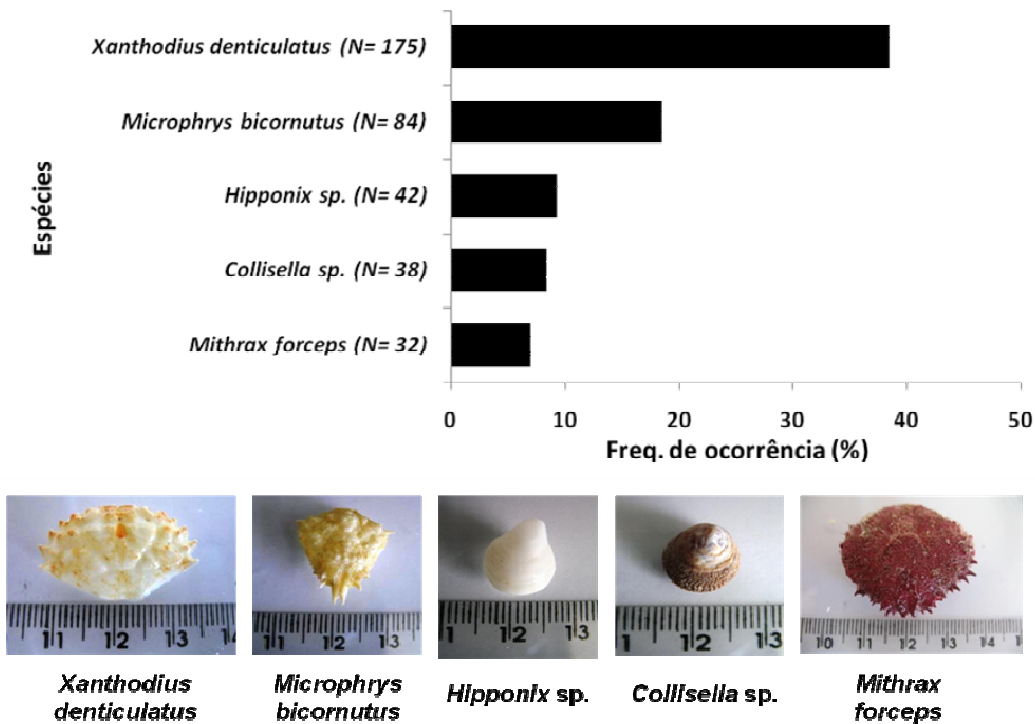 Espécies
Xanthodius denticulatus (N= 175)
Microphrys bicornutus (N= 84)
Hipponix sp. (N= 42)
Collisella sp. (N= 38)
Mithrax forceps (N= 32)
0 10 20 30 40 50
Freq. de ocorrência (%)
11 12 13 14
11 12 13
1 12 13
1 12 13
10 11 12 13 14
Xanthodius
denticulatus
Microphrys
bicornutus
Hipponix sp.
Collisella sp.
Mithrax
forceps